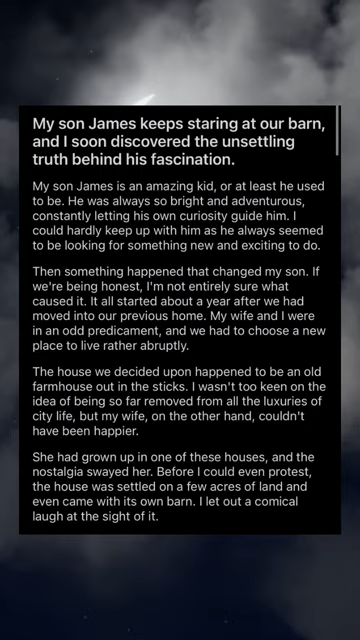 My son James keeps staring at our barn,
and I soon discovered the unsettling
truth behind his fascination.
My son James is an amazing kid, or at least he used
to be. He was always so bright and adventurous,
constantly letting his own curiosity guide him. I
could hardly keep up with him as he always seemed
to be looking for something new and exciting to do.
Then something happened that changed my son. If
we're being honest, I'm not entirely sure what
caused it. It all started about a year after we had
moved into our previous home. My wife and I were
in an odd predicament, and we had to choose a new
place to live rather abruptly.
The house we decided upon happened to be an old
farmhouse out in the sticks. I wasn't too keen on the
idea of being so far removed from all the luxuries of
city life, but my wife, on the other hand, couldn't
have been happier.
She had grown up in one of these houses, and the
nostalgia swayed her. Before I could even protest,
the house was settled on a few acres of land and
even came with its own barn. I let out a comical
laugh at the sight of it.